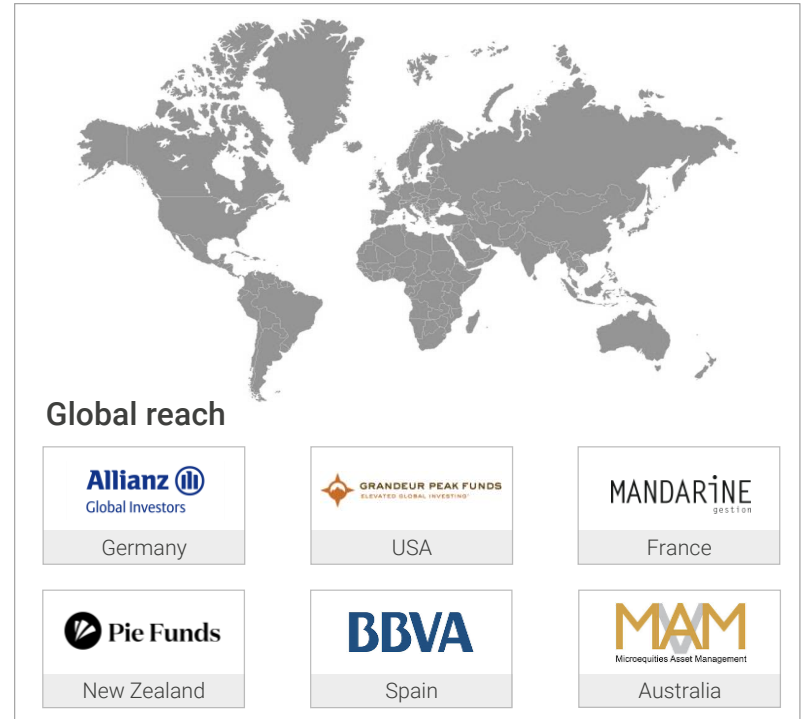 Global reach
Allianz
Global Investors
Germany
GRANDEUR PEAK FUNDS
ELEVATED GLOBAL INVESTING
USA
MANDARiNE
gestion
France
Pie Funds
New Zealand
BBVA
Spain
MAM
Microequities Asset Management
Australia